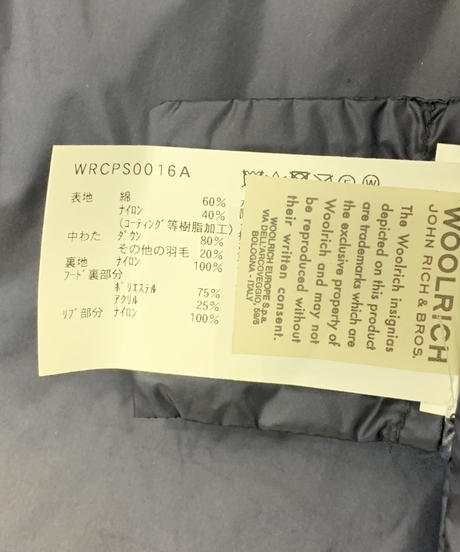 WRCPS0016A
表地 綿 60%
ナイロン 40%
(コーティング等樹脂加工)
中わた ダウン 80%
その他の羽毛 20%
裏地 ナイロン 100%
フード裏部分
ポリエステル 75%
アクリル 25%
リブ部分 ナイロン 100%
WOOLRICH
JOHN RICH & BROS.
The Woolrich insignias
depicted on this product
are trademarks which are
the exclusive property of
Woolrich and may not
be reproduced without
their written consent.
WOOLRICH EUROPE S.p.a.
BOLOGNA - ITALY